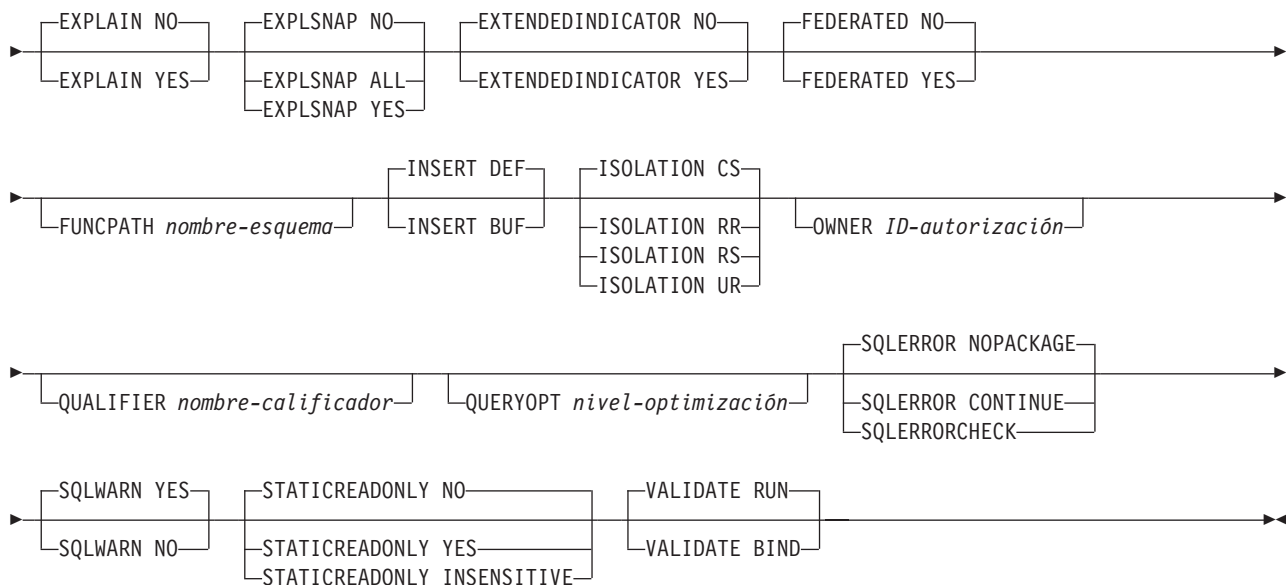 EXPLAIN NO EXPLSNAP NO EXTENDEDINDICATOR NO FEDERATED NO
EXPLAIN YES EXPLSNAP ALL EXTENDEDINDICATOR YES FEDERATED YES
EXPLSNAP YES
INSERT DEF ISOLATION CS
FUNCPATH nombre-esquema INSERT BUF ISOLATION RR OWNER ID-autorización
ISOLATION RS
ISOLATION UR
SQLERROR NOPACKAGE
QUALIFIER nombre-calificador QUERYOPT nivel-optimización SQLERROR CONTINUE
SQLERRORCHECK
SQLWARN YES STATICREADONLY NO VALIDATE RUN
SQLWARN NO STATICREADONLY YES VALIDATE BIND
STATICREADONLY INSENSITIVE